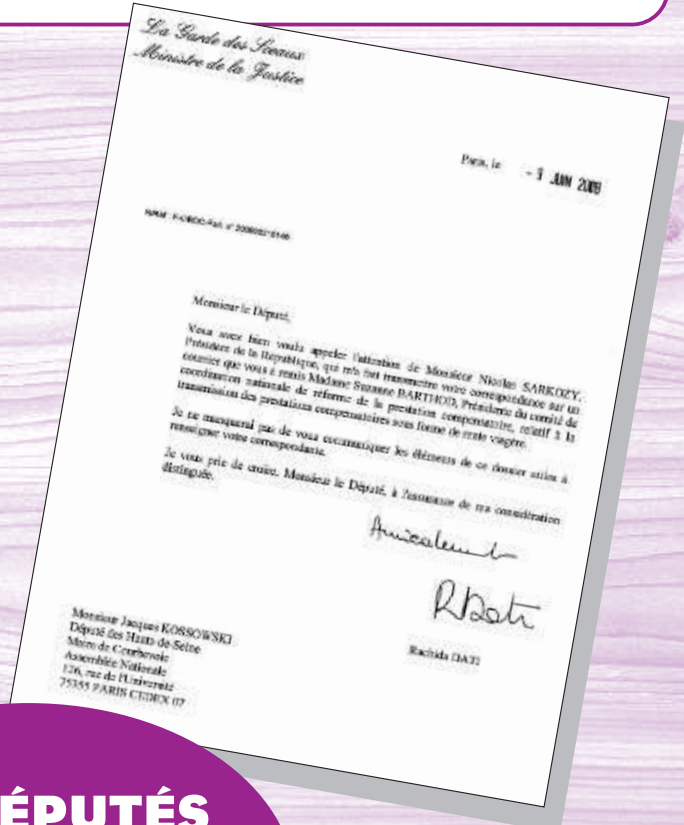 La Garde des Sceaux
Ministre de la Justice
Paris, le - 3 JUIN 2009
Monsieur le Député,
Vous avez bien voulu appeler l'attention de Monsieur Nicolas SARKOZY,
Président de la République, qui m'a fait transmettre votre correspondance sur un
courrier que vous a remis Madame Suzanne BARTHOD, Présidente du comité de
coordination nationale de réforme de la prestation compensatoire, relatif à la
transmission des prestations compensatoires sous forme de rente viagère.
Je ne manquerai pas de vous communiquer les éléments de ce dossier utiles à
renseigner votre correspondante.
Je vous prie de croire, Monsieur le Député, à l'assurance de ma considération
distinguée.
Amicalement
RDati
Rachida DATI
Monsieur Jacques KOSSOWSKI
Député des Hauts-de-Seine
Maire de Courbevoie
Assemblée Nationale
126, rue de l'Université
75355 PARIS CEDEX 07
ÉPUTÉS